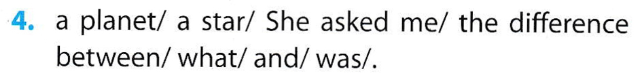 4. a planet/ a star/ She asked me/ the difference
between/ what/ and/ was/.